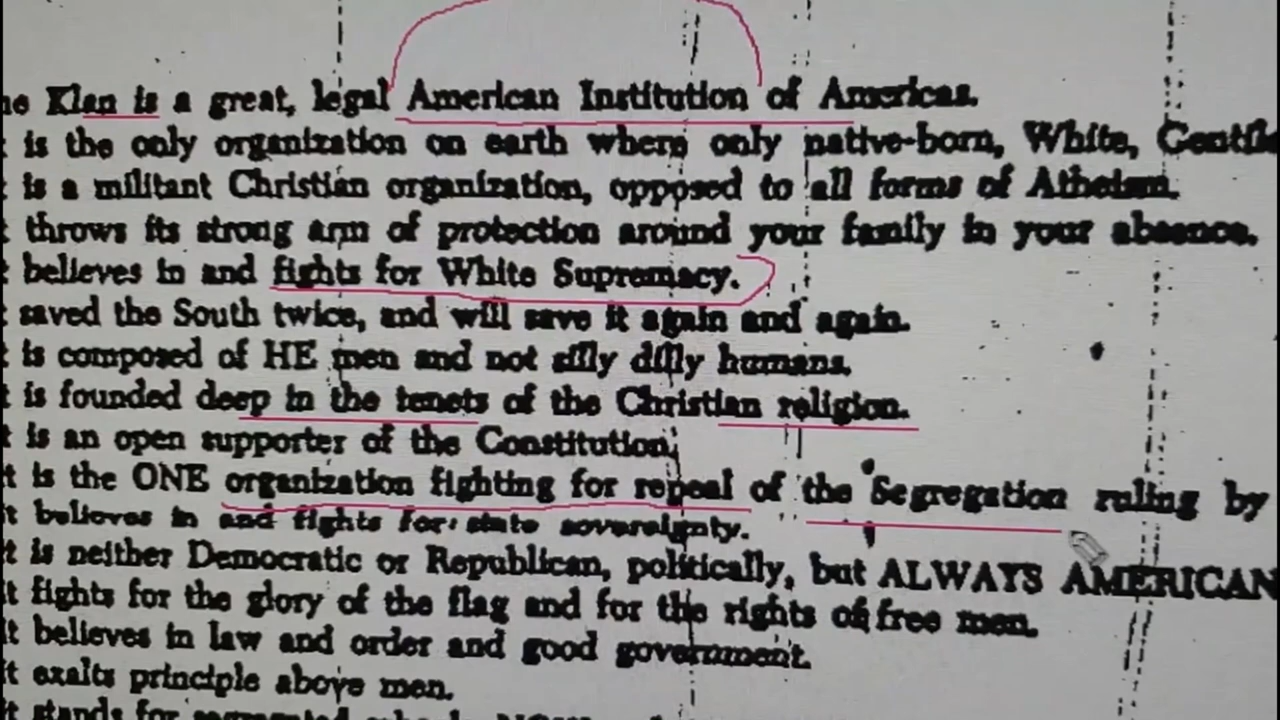 Klan is a great, legal American Institution of Americas.
is the only organization on earth where only native-born, White,
is a militant Christian organization, opposed to all forms of Atheism.
throws its strong arm of protection around your family in your absence.
believes in and fights for White Supremacy.
saved the South twice, and will save it again and again.
is composed of HE men and not silly dilly humans.
is founded deep in the tenets of the Christian religion.
is an open supporter of the Constitution.
is the ONE organization fighting for repeal of the Segregation ruling by
believes in and fights for state sovereignty.
is neither Democratic or Republican, politically, but ALWAYS AMERICAN
fights for the glory of the flag and for the rights of free men.
believes in law and order and good government.
exalts principle above men.
stands for segregated